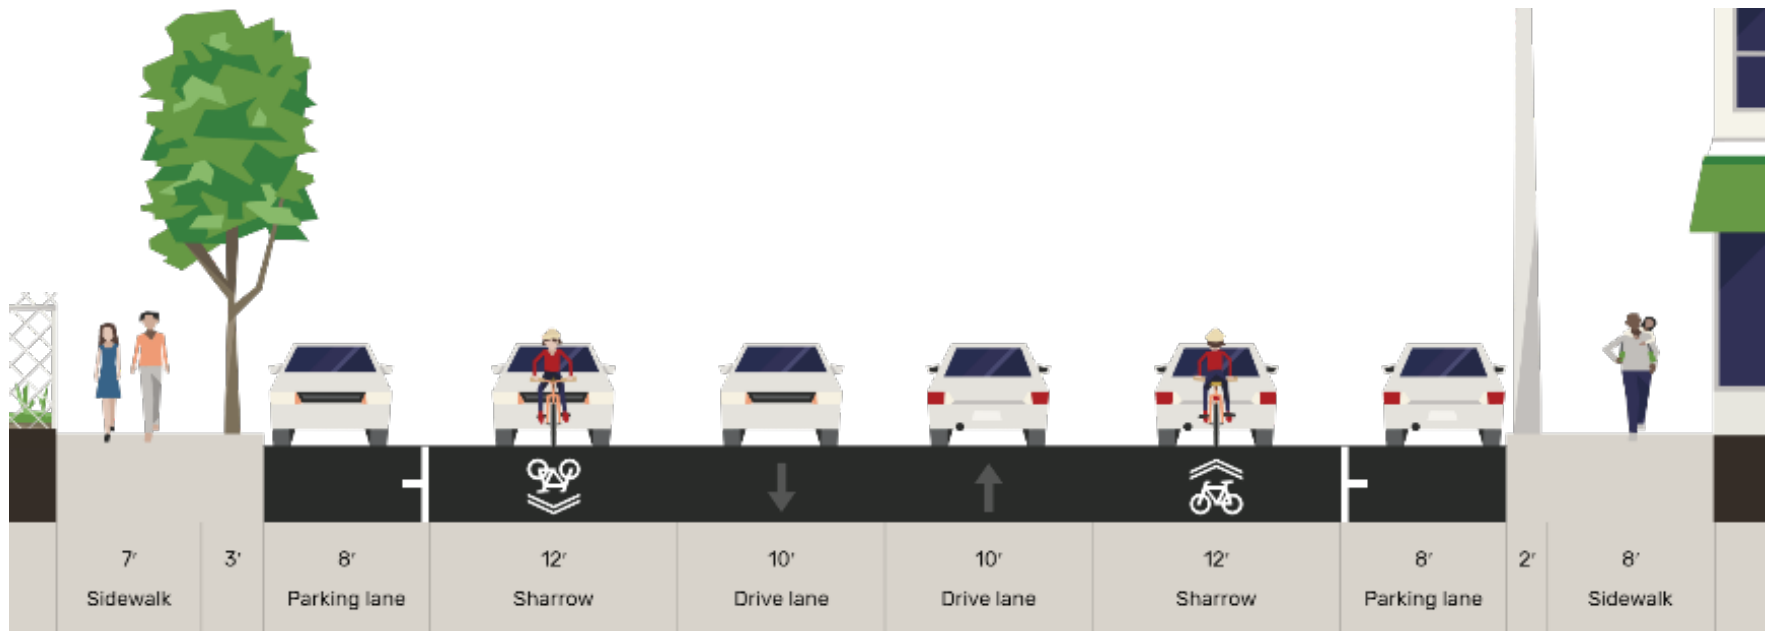 7' 3' 8' 12' 10' 10' 12' 8' 2' 8'
Sidewalk Parking lane Sharrow Drive lane Drive lane Sharrow Parking lane Sidewalk